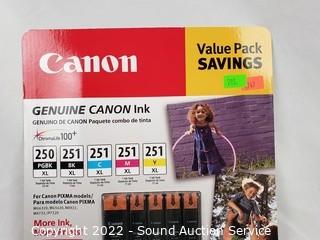 Canon
Value Pack
SAVINGS
GENUINE CANON Ink
GENUINO DE CANON Paquete combo de tinta
ChromaLife100+
250 251 251 251 251
PGBK BK C M Y
XL XL XL XL XL
For Canon PIXMA models/
Para modelos Canon PIXMA
More Ink
Canon
Copyright 2022 - Sound Auction Service